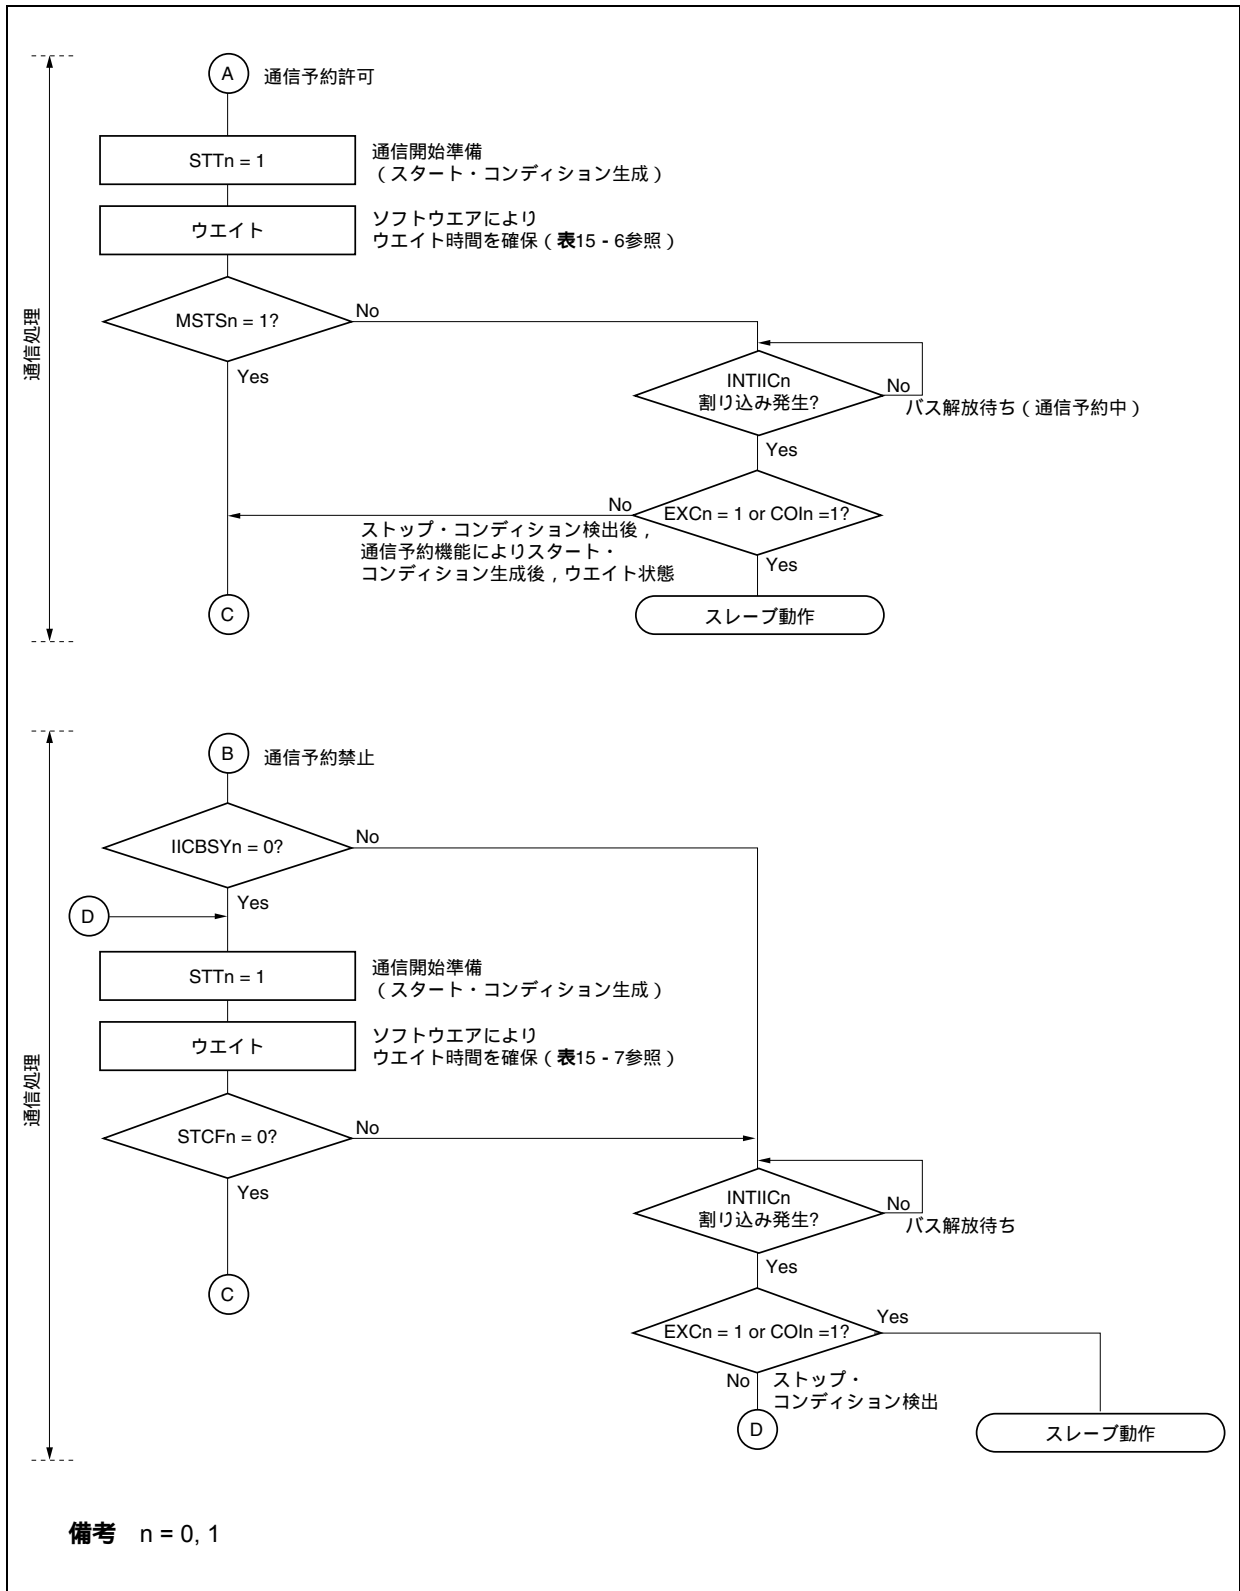 A 通信予約許可
STTn = 1
通信開始準備
（スタート・コンディション生成）
ウエイト
ソフトウエアにより
ウエイト時間を確保（表15 - 6参照）
MSTSn = 1?
No
Yes
INTIICn
割り込み発生?
No
バス解放待ち（通信予約中）
Yes
EXCn = 1 or COIn =1?
No
ストップ・コンディション検出後，
通信予約機能によりスタート・
コンディション生成後，ウエイト状態
Yes
C
スレーブ動作
通信処理
B 通信予約禁止
IICBSYn = 0?
No
Yes
D
STTn = 1
通信開始準備
（スタート・コンディション生成）
ウエイト
ソフトウエアにより
ウエイト時間を確保（表15 - 7参照）
STCFn = 0?
No
Yes
INTIICn
割り込み発生?
No
バス解放待ち
Yes
C
EXCn = 1 or COIn =1?
Yes
No
ストップ・
コンディション検出
D
スレーブ動作
通信処理
備考 n = 0, 1